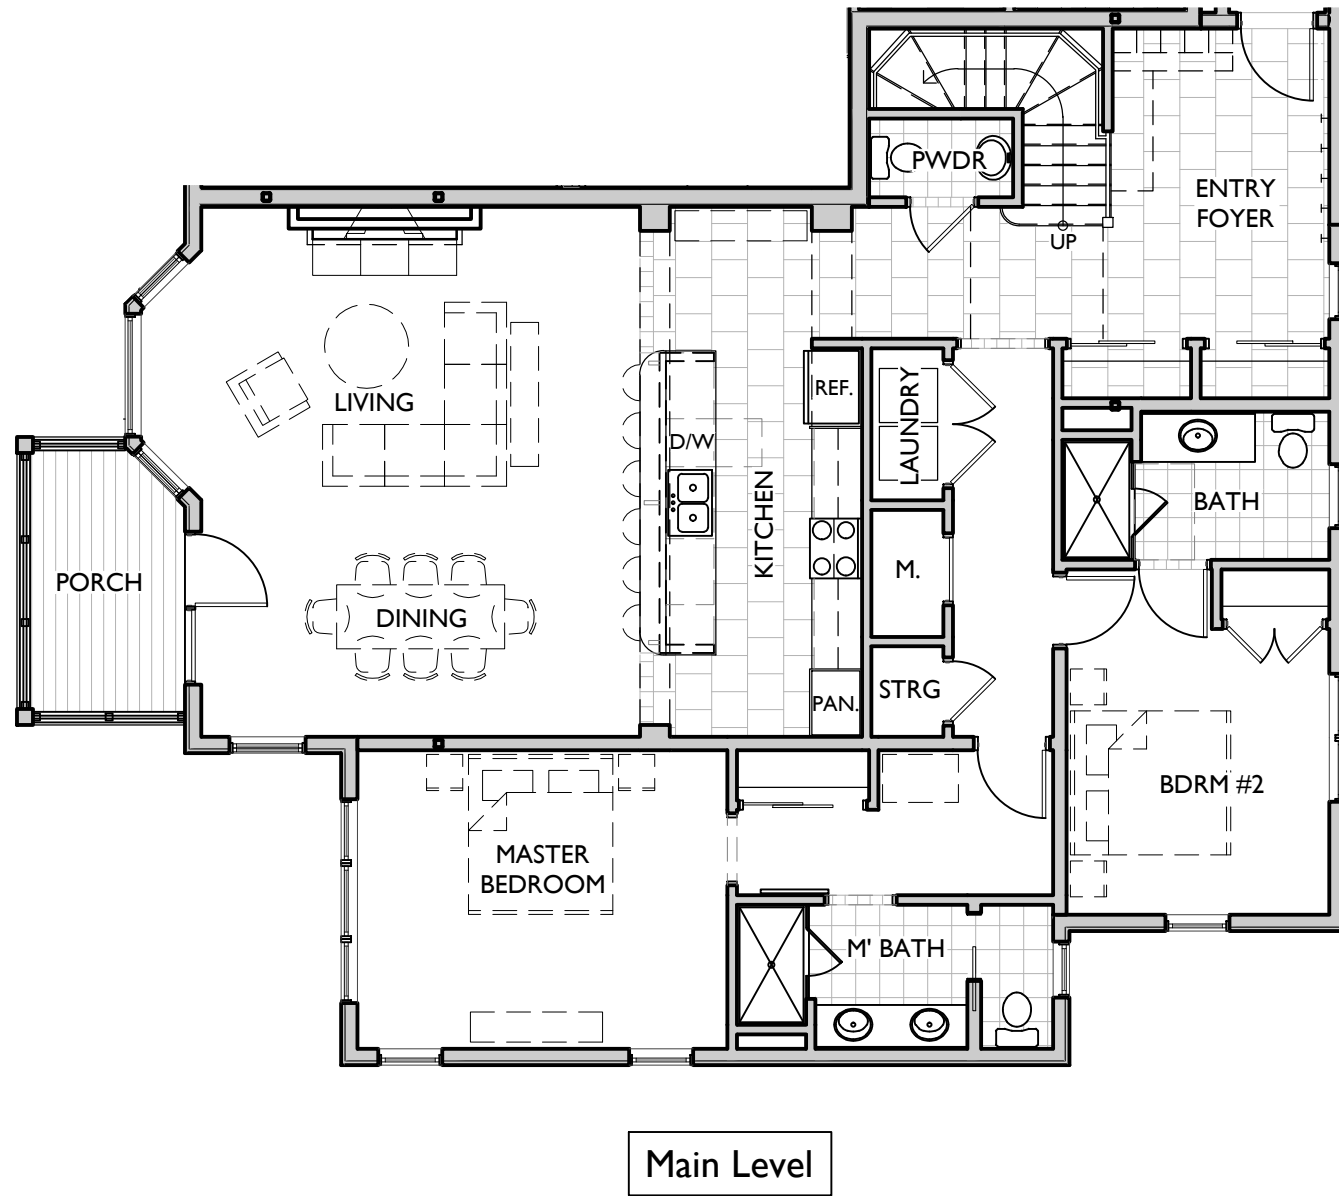 PWDR
ENTRY
FOYER
UP
LIVING
REF.
LAUNDRY
D/W
KITCHEN
BATH
M.
PORCH
DINING
STRG
PAN.
BDRM #2
MASTER
BEDROOM
M' BATH
Main Level